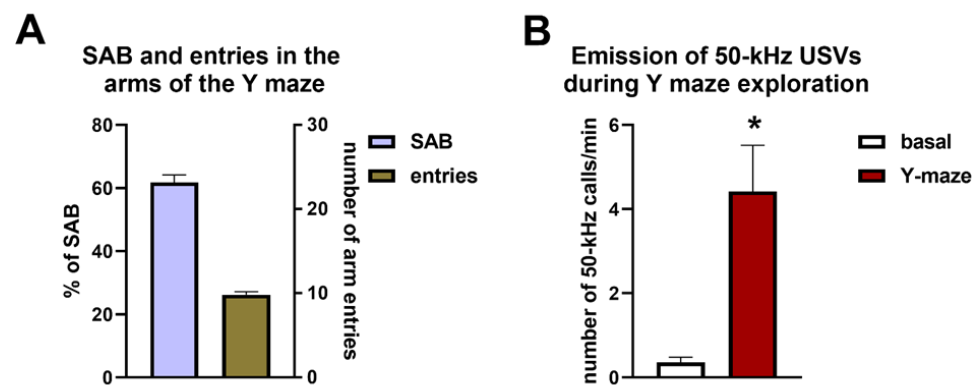 A
SAB and entries in the
arms of the Y maze
% of SAB
80
60
40
20
0
30
20
10
0
number of arm entries
SAB
entries
B
Emission of 50-kHz USVs
during Y maze exploration
number of 50-kHz calls/min
6
4
2
0
*
basal
Y-maze